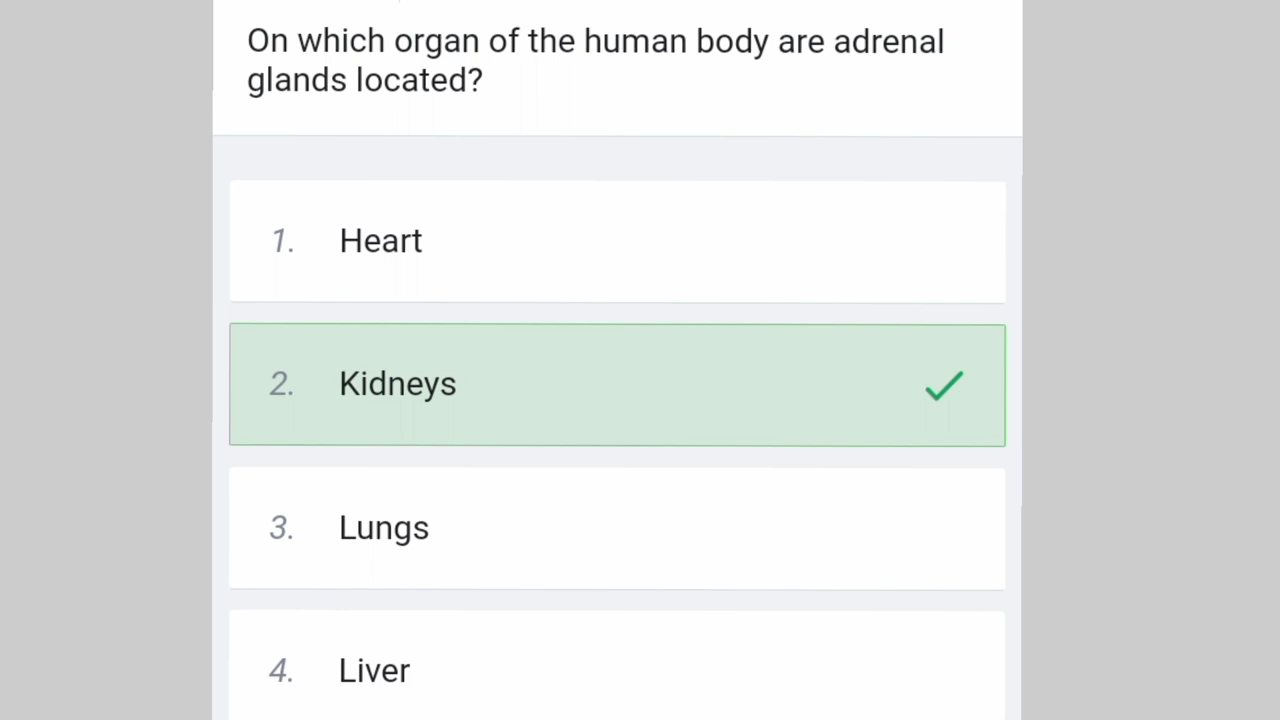 On which organ of the human body are adrenal
glands located?
1. Heart
2. Kidneys
3. Lungs
4. Liver